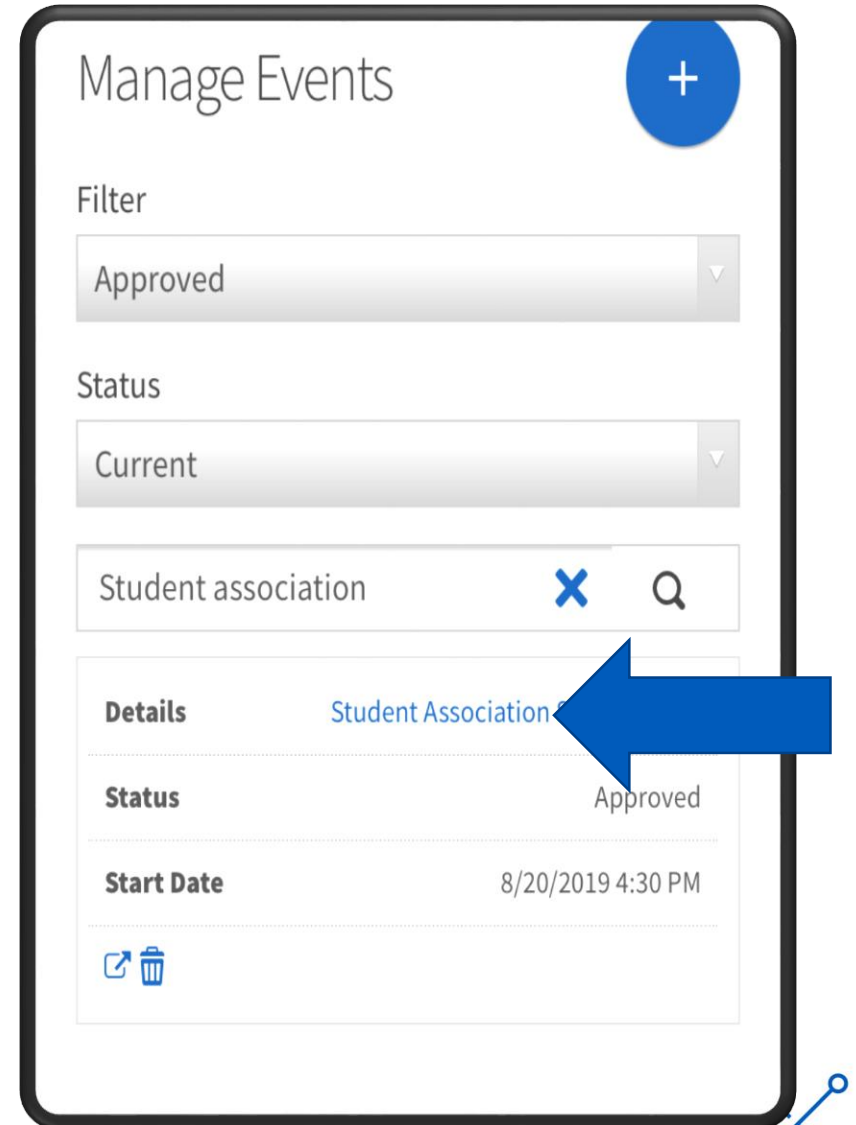 Manage Events
+
Filter
Approved
Status
Current
Student association
Details Student Association
Status Approved
Start Date 8/20/2019 4:30 PM